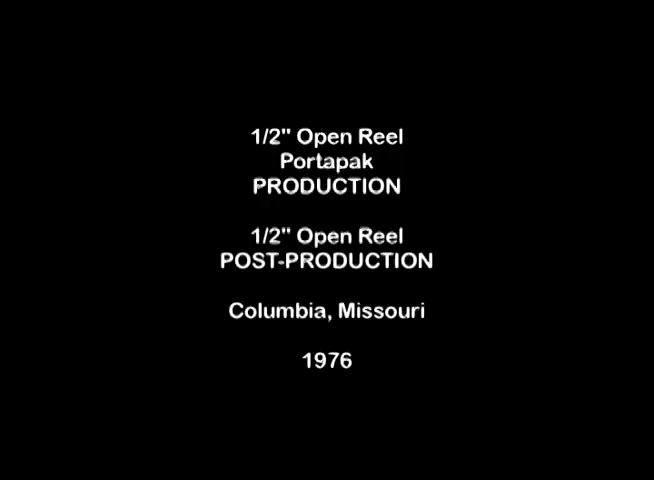 1/2" Open Reel
Portapak
PRODUCTION
1/2" Open Reel
POST-PRODUCTION
Columbia, Missouri
1976